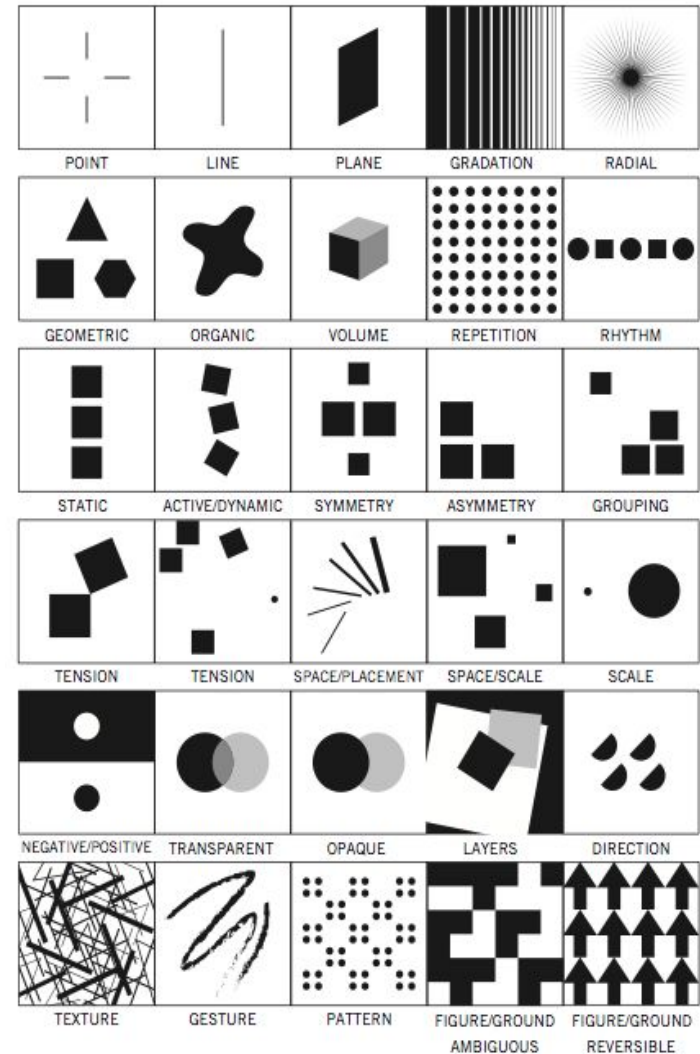 POINT LINE PLANE GRADATION RADIAL
GEOMETRIC ORGANIC VOLUME REPETITION RHYTHM
STATIC ACTIVE/DYNAMIC SYMMETRY ASYMMETRY GROUPING
TENSION TENSION SPACE/PLACEMENT SPACE/SCALE SCALE
NEGATIVE/POSITIVE TRANSPARENT OPAQUE LAYERS DIRECTION
TEXTURE GESTURE PATTERN FIGURE/GROUND FIGURE/GROUND
AMBIGUOUS REVERSIBLE